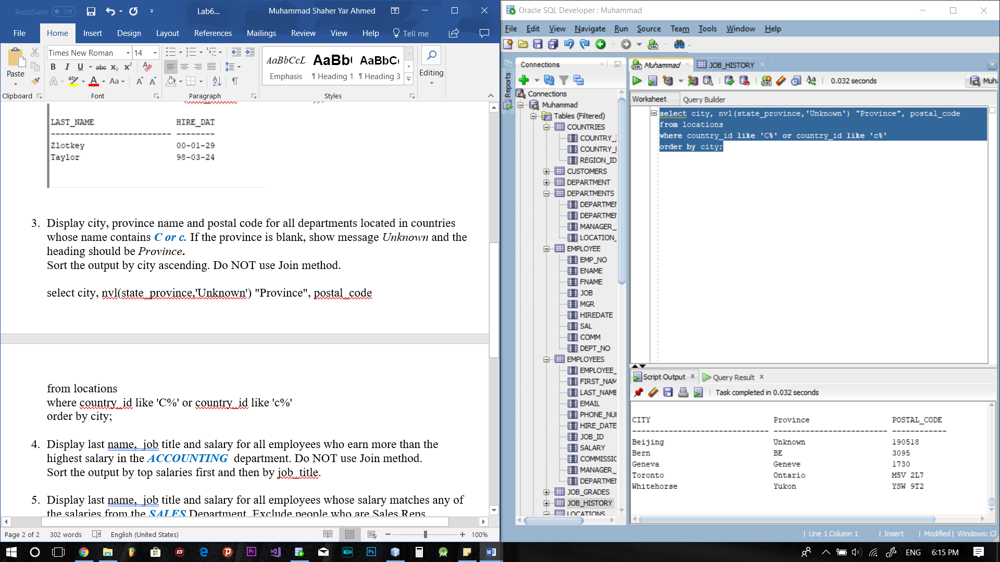 AutoSave Off Lab6... Muhammad Shaher Yar Ahmed
File Home Insert Design Layout References Mailings Review View Help Tell me
Paste
Times New Roman 14
B I U abc X₂ X²
A aby A Aa A A
AaBbCcL AaBb( AaBbC(
Emphasis ¶ Heading 1 ¶ Heading 3
Editing
Clipboard Font Paragraph Styles
LAST_NAME HIRE_DAT
------------------------- --------
Zlotkey 00-01-29
Taylor 98-03-24
3. Display city, province name and postal code for all departments located in countries
whose name contains C or c. If the province is blank, show message Unknown and the
heading should be Province.
Sort the output by city ascending. Do NOT use Join method.
select city, nvl(state_province,'Unknown') "Province", postal_code
from locations
where country_id like 'C%' or country_id like 'c%'
order by city;
4. Display last name, job title and salary for all employees who earn more than the
highest salary in the ACCOUNTING department. Do NOT use Join method.
Sort the output by top salaries first and then by job_title.
5. Display last name, job title and salary for all employees whose salary matches any of
the salaries from the SALES Department. Exclude people who are Sales Reps
Page 2 of 2 302 words English (United States) 100%
Oracle SQL Developer : Muhammad
File Edit View Navigate Run Source Team Tools Window Help
Reports
Connections
Connections
Muhammad
Tables (Filtered)
COUNTRIES
COUNTRY_I
COUNTRY_N
REGION_ID
CUSTOMERS
DEPARTMENT
DEPARTMENTS
DEPARTMEN
DEPARTMEN
MANAGER_
LOCATION_
EMPLOYEE
EMP_NO
ENAME
FNAME
JOB
MGR
HIREDATE
SAL
COMM
DEPT_NO
EMPLOYEES
EMPLOYEE_
FIRST_NAM
LAST_NAME
EMAIL
PHONE_NU
HIRE_DATE
JOB_ID
SALARY
COMMISSIO
MANAGER_
DEPARTMEN
JOB_GRADES
JOB_HISTORY
LOCATIONS
Muhammad JOB_HISTORY
0.032 seconds Muh
Worksheet Query Builder
select city, nvl(state_province,'Unknown') "Province", postal_code
from locations
where country_id like 'C%' or country_id like 'c%'
order by city;
Script Output Query Result
Task completed in 0.032 seconds
CITY Province POSTAL_CODE
------------------------------ ------------------------- ------------
Beijing Unknown 190518
Bern BE 3095
Geneva Geneve 1730
Toronto Ontario M5V 2L7
Whitehorse Yukon YSW 9T2
Line 1 Column 1 Insert Modified Windows: CF
ENG 6:15 PM